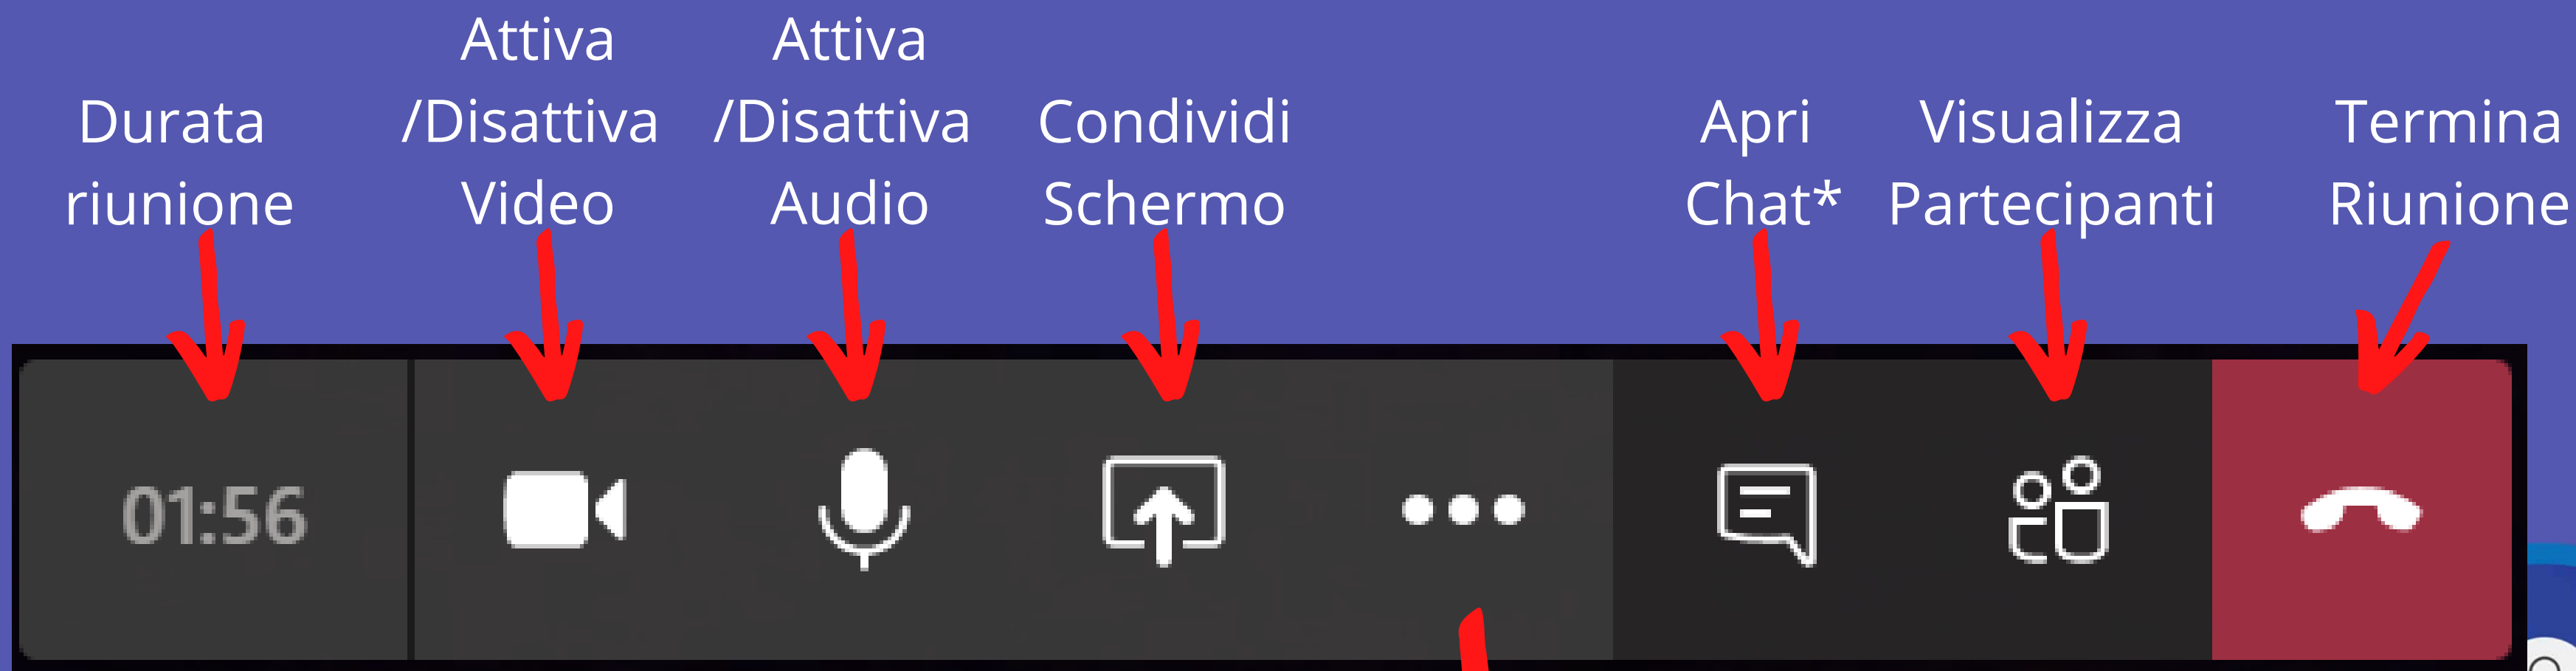 Durata
riunione
Attiva
/Disattiva
Video
Attiva
/Disattiva
Audio
Condividi
Schermo
Apri
Chat*
Visualizza
Partecipanti
Termina
Riunione
01:56